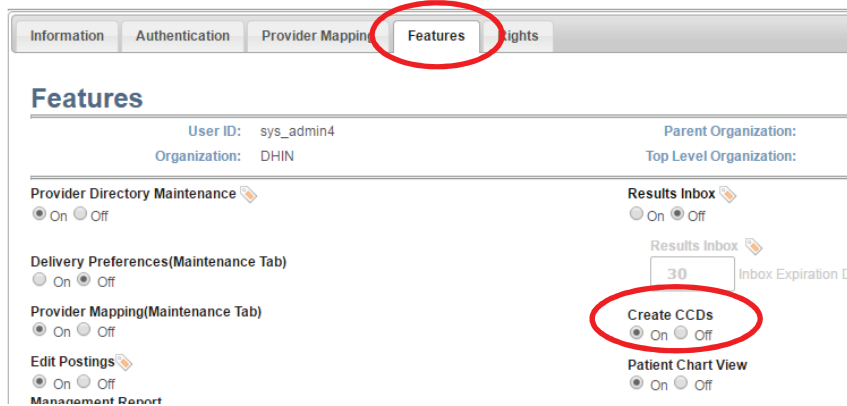 Information Authentication Provider Mapping Features Rights
Features
User ID: sys_admin4 Parent Organization:
Organization: DHIN Top Level Organization:
Provider Directory Maintenance Results Inbox
On Off On Off
Results Inbox
Delivery Preferences(Maintenance Tab)
30 Inbox Expiration D
On Off
Provider Mapping(Maintenance Tab) Create CCDs
On Off On Off
Edit Postings Patient Chart View
On Off On Off
Management Report